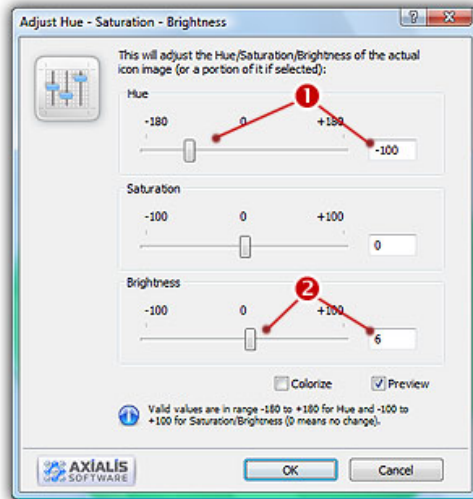 Adjust Hue - Saturation - Brightness
?
This will adjust the Hue/Saturation/Brightness of the actual
icon image (or a portion of it if selected):
Hue
1
-180 0 +180
-100
Saturation
-100 0 +100
0
Brightness
2
-100 0 +100
6
Colorize Preview
Valid values are in range -180 to +180 for Hue and -100 to
+100 for Saturation/Brightness (0 means no change).
AXIALIS
SOFTWARE
OK Cancel